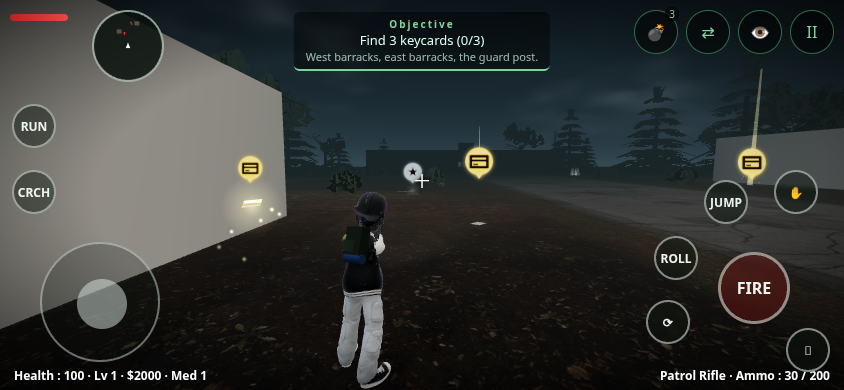 Objective
Find 3 keycards (0/3)
West barracks, east barracks, the guard post.
3
RUN
CRCH
JUMP
ROLL
FIRE
Health : 100 · Lv 1 · $2000 · Med 1
Patrol Rifle · Ammo : 30 / 200